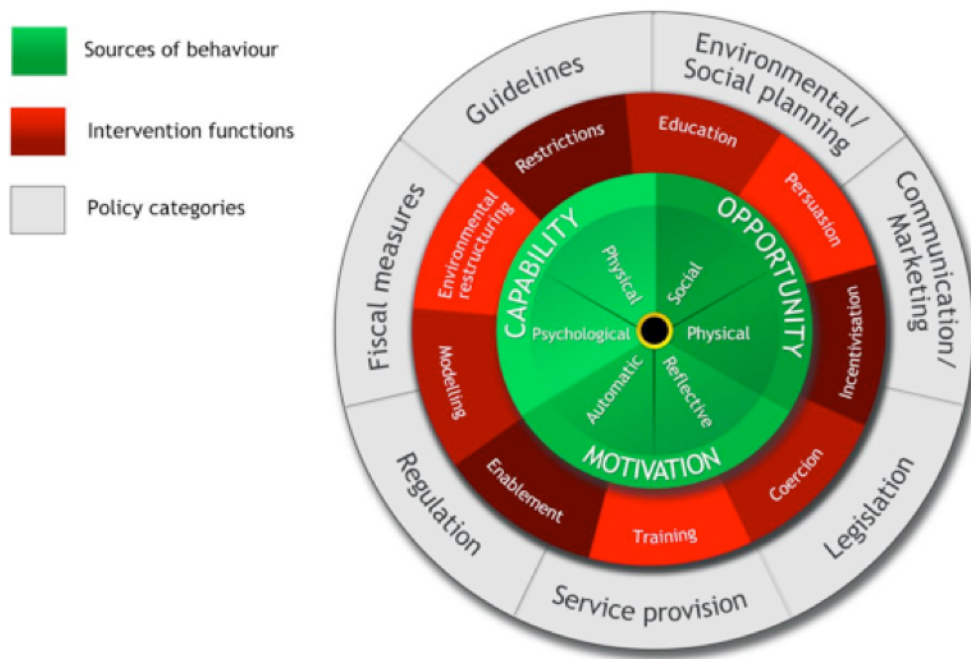 Sources of behaviour
Intervention functions
Policy categories
Guidelines
Environmental/
Social planning
Communication/
Marketing
Legislation
Service provision
Regulation
Fiscal measures
Restrictions
Education
Persuasion
Incentivisation
Coercion
Training
Enablement
Modelling
Environmental
restructuring
CAPABILITY
OPPORTUNITY
MOTIVATION
Physical
Social
Physical
Reflective
Automatic
Psychological